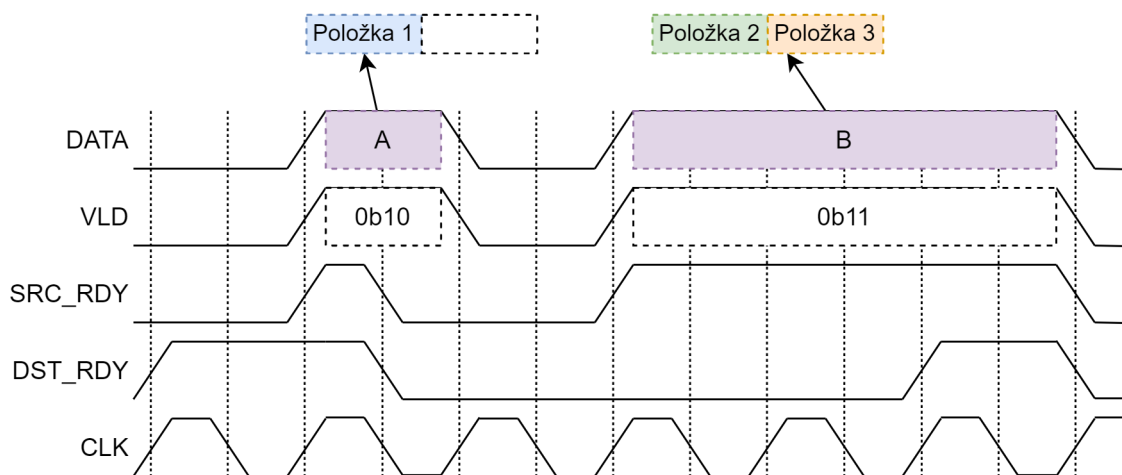 Položka 1
Položka 2 Položka 3
DATA A B
VLD 0b10 0b11
SRC_RDY
DST_RDY
CLK